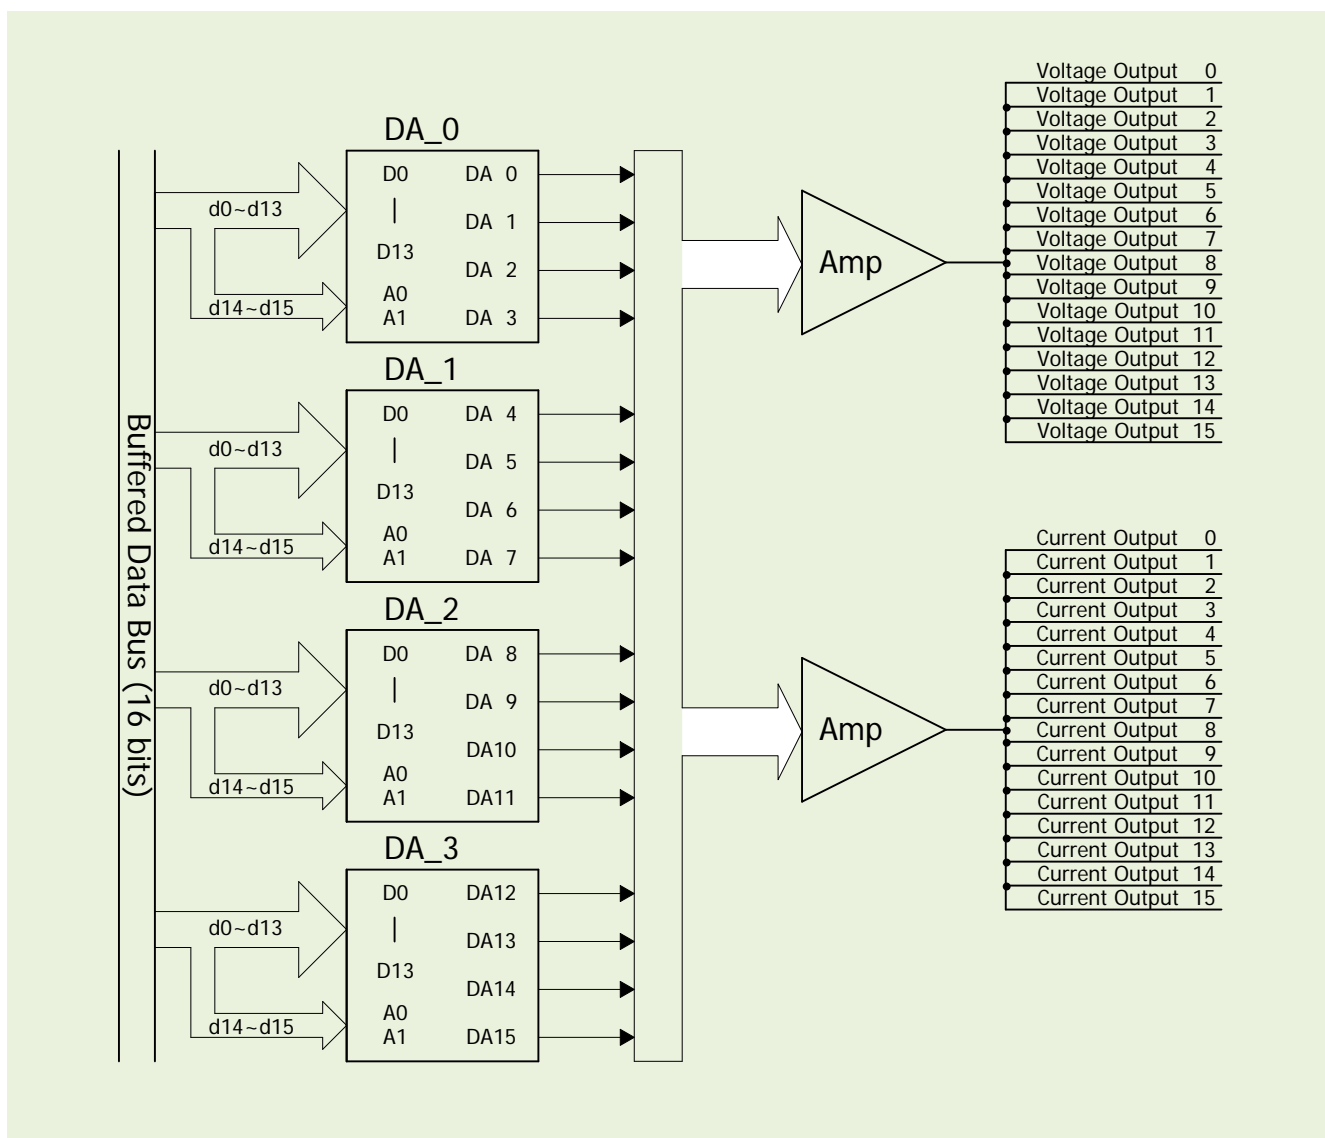 Buffered Data Bus (16 bits)
DA_0
d0~d13
d14~d15
D0
|
D13
A0
A1
DA 0
DA 1
DA 2
DA 3
DA_1
d0~d13
d14~d15
D0
|
D13
A0
A1
DA 4
DA 5
DA 6
DA 7
DA_2
d0~d13
d14~d15
D0
|
D13
A0
A1
DA 8
DA 9
DA10
DA11
DA_3
d0~d13
d14~d15
D0
|
D13
A0
A1
DA12
DA13
DA14
DA15
Amp
Voltage Output 0
Voltage Output 1
Voltage Output 2
Voltage Output 3
Voltage Output 4
Voltage Output 5
Voltage Output 6
Voltage Output 7
Voltage Output 8
Voltage Output 9
Voltage Output 10
Voltage Output 11
Voltage Output 12
Voltage Output 13
Voltage Output 14
Voltage Output 15
Amp
Current Output 0
Current Output 1
Current Output 2
Current Output 3
Current Output 4
Current Output 5
Current Output 6
Current Output 7
Current Output 8
Current Output 9
Current Output 10
Current Output 11
Current Output 12
Current Output 13
Current Output 14
Current Output 15